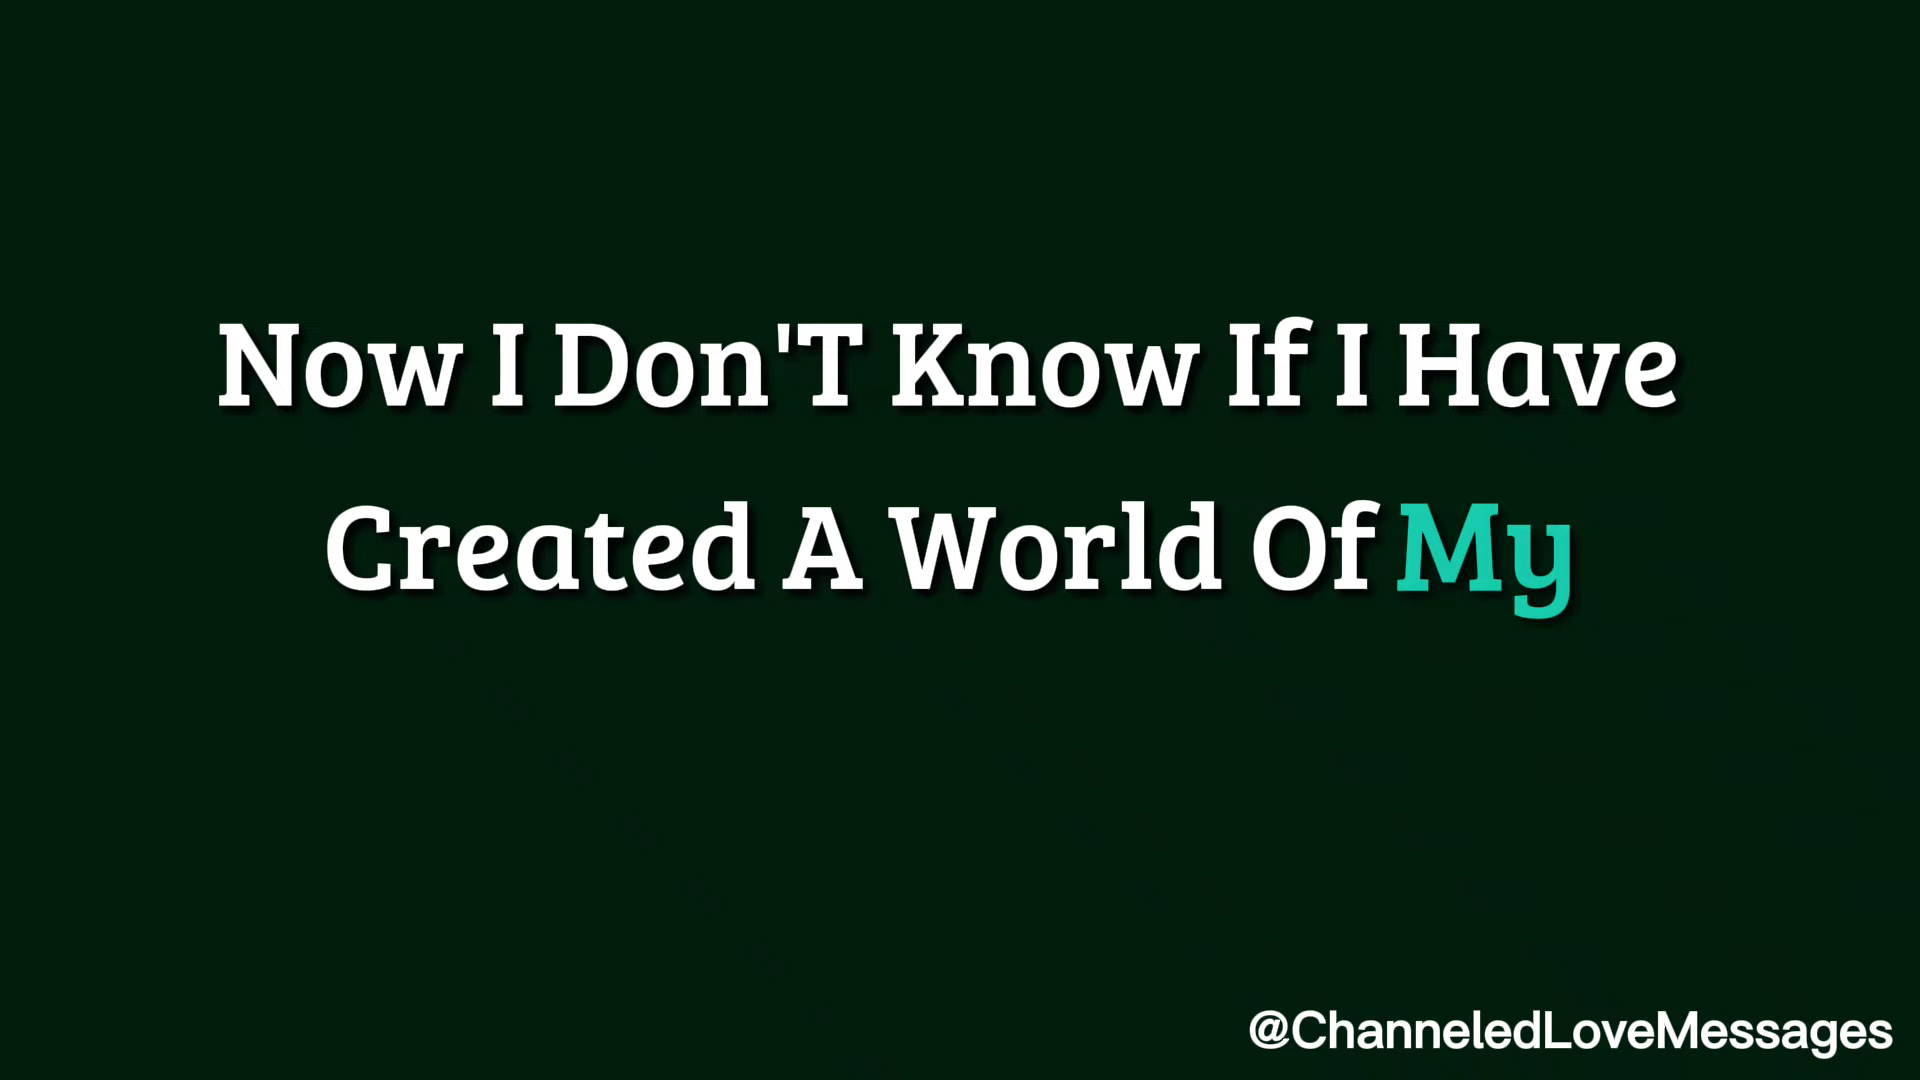 Now I Don'T Know If I Have
Created A World Of My
@ChanneledLoveMessages